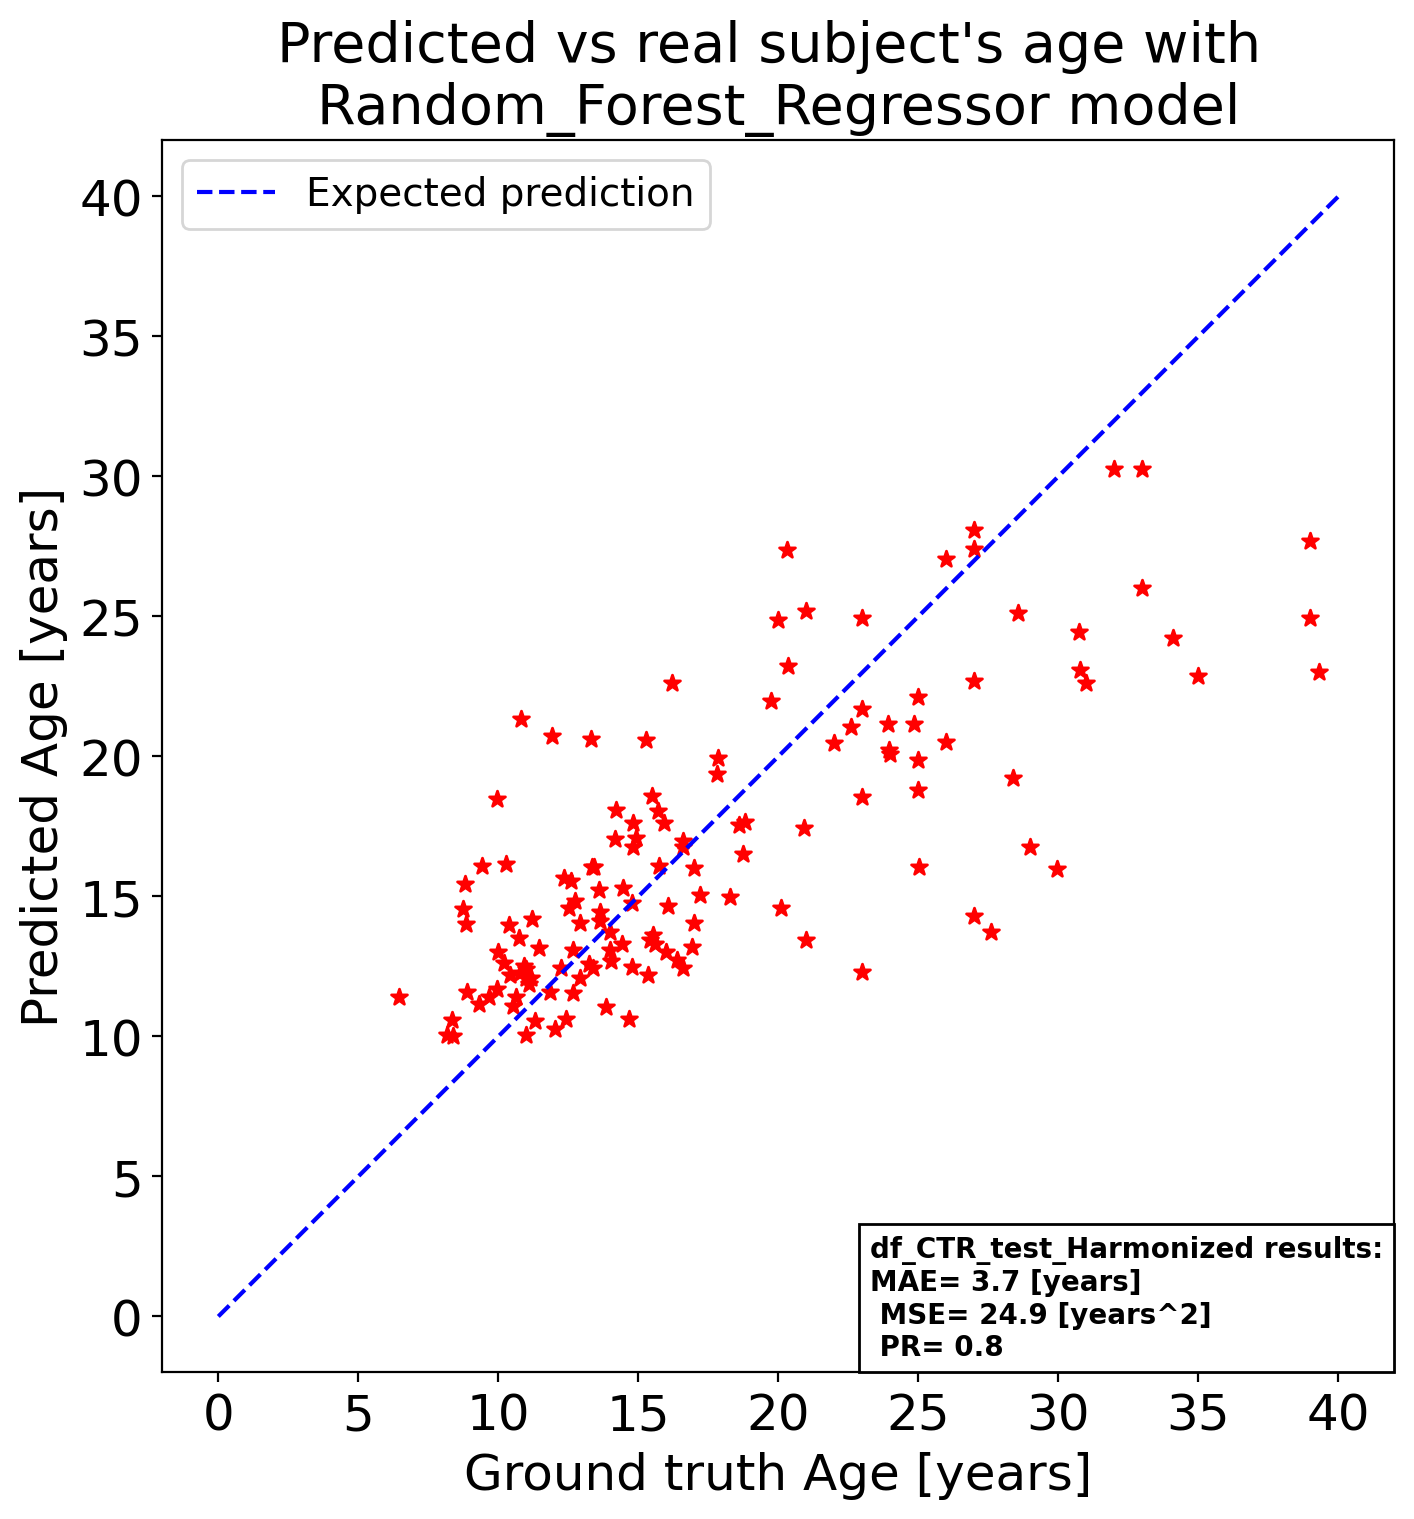 Predicted vs real subject's age with
Random_Forest_Regressor model
Expected prediction
40
35
30
25
20
15
10
5
0
Predicted Age [years]
df_CTR_test_Harmonized results:
MAE= 3.7 [years]
MSE= 24.9 [years^2]
PR= 0.8
0 5 10 15 20 25 30 35 40
Ground truth Age [years]